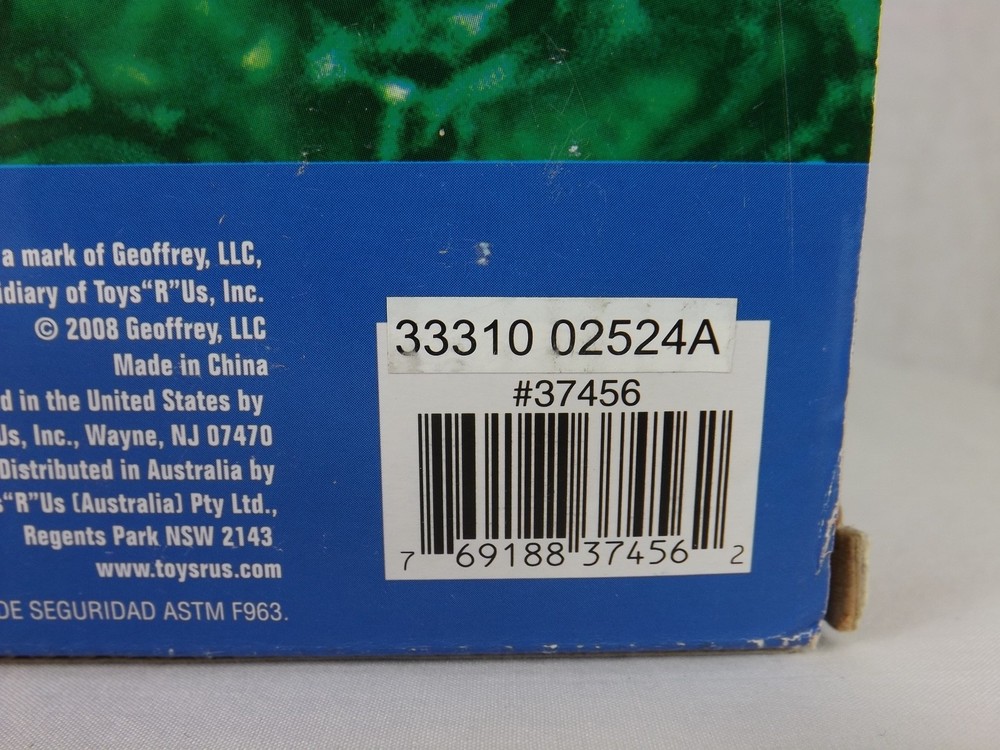 a mark of Geoffrey, LLC,
idiary of Toys“R”Us, Inc.
© 2008 Geoffrey, LLC
Made in China
d in the United States by
Us, Inc., Wayne, NJ 07470
Distributed in Australia by
s“R”Us (Australia) Pty Ltd.,
Regents Park NSW 2143
www.toysrus.com
DE SEGURIDAD ASTM F963.
33310 02524A
#37456
7 69188 37456 2